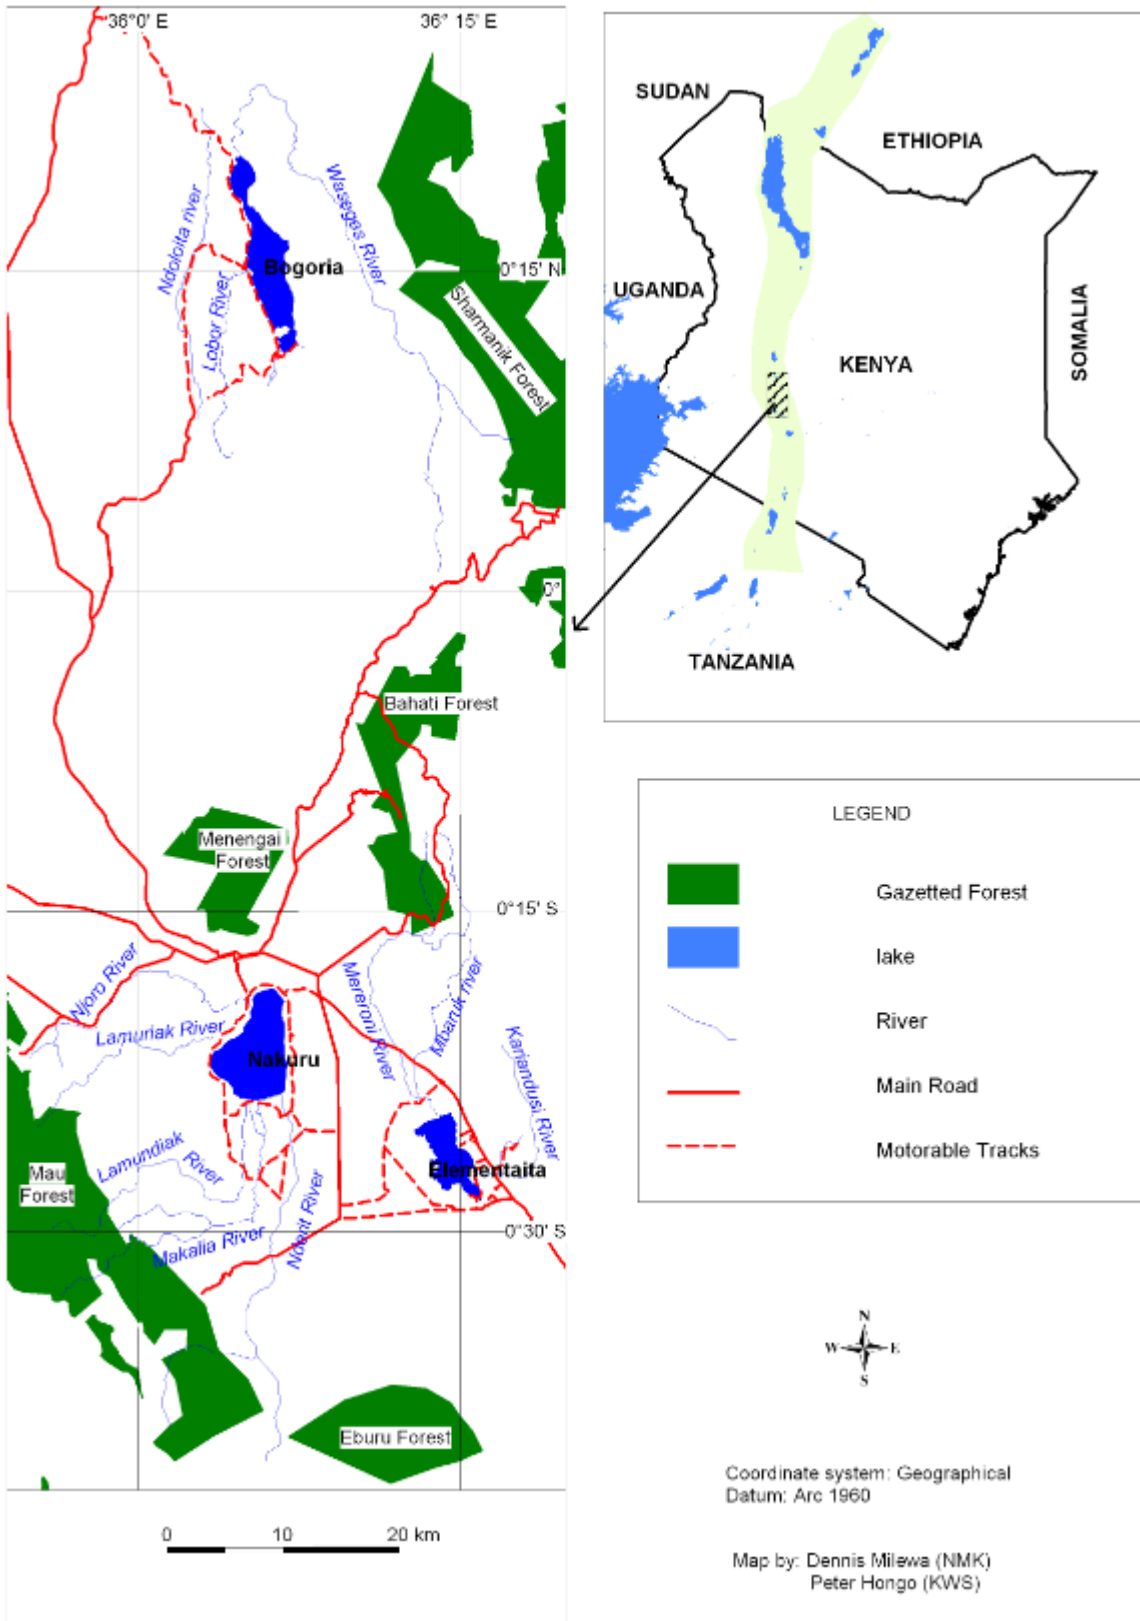 36° 0' E
36° 15' E
Ndoloita river
Waseges River
Bogoria
0°15' N
Lobor River
Sharmanik Forest
0°
Bahati Forest
Menengai
Forest
0°15' S
Njoro River
Mereroni River
Mbaruk river
Lamuriak River
Nakuru
Kariandusi River
Lamundiak
River
Elementaita
Mau
Forest
Nderit River
0°30' S
Makalia River
Eburu Forest
0 10 20 km
SUDAN
ETHIOPIA
UGANDA
SOMALIA
KENYA
TANZANIA
LEGEND
Gazetted Forest
lake
River
Main Road
Motorable Tracks
N
W E
S
Coordinate system: Geographical
Datum: Arc 1960
Map by: Dennis Milewa (NMK)
Peter Hongo (KWS)